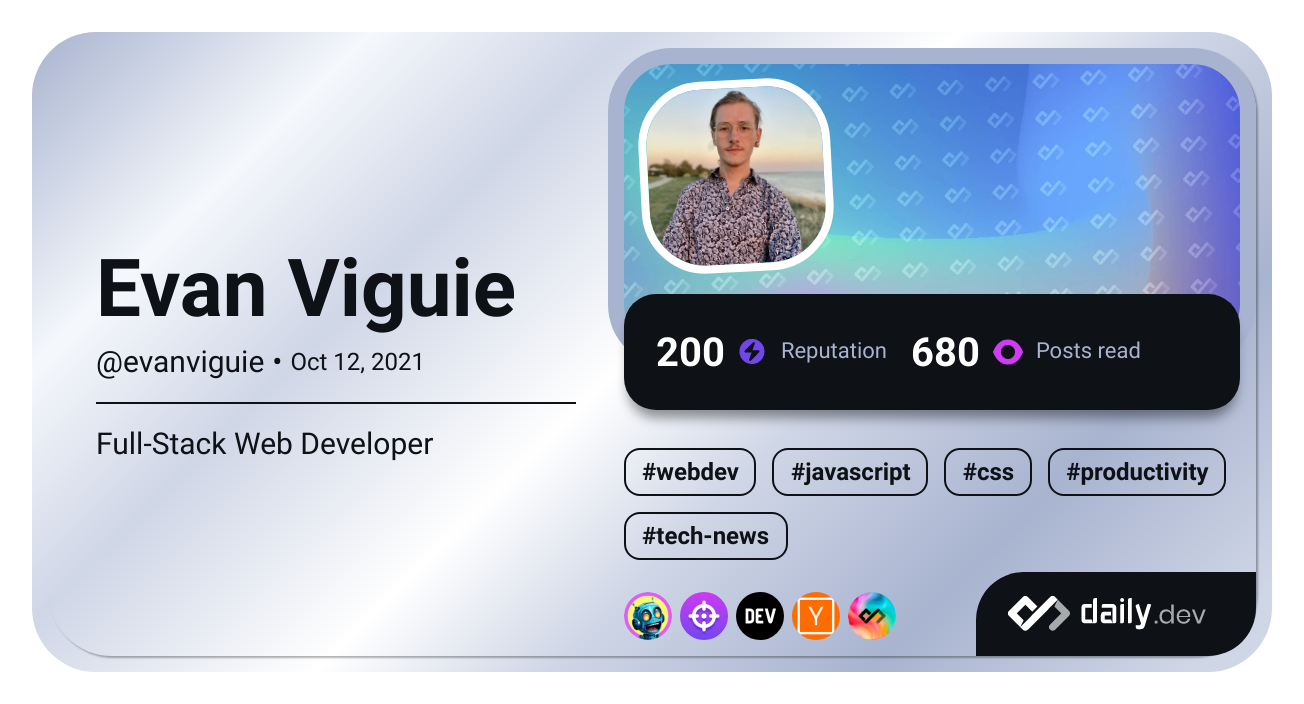 Evan Viguie
@evanviguie • Oct 12, 2021
Full-Stack Web Developer
200 Reputation 680 Posts read
#webdev #javascript #css #productivity
#tech-news
DEV Y
daily.dev